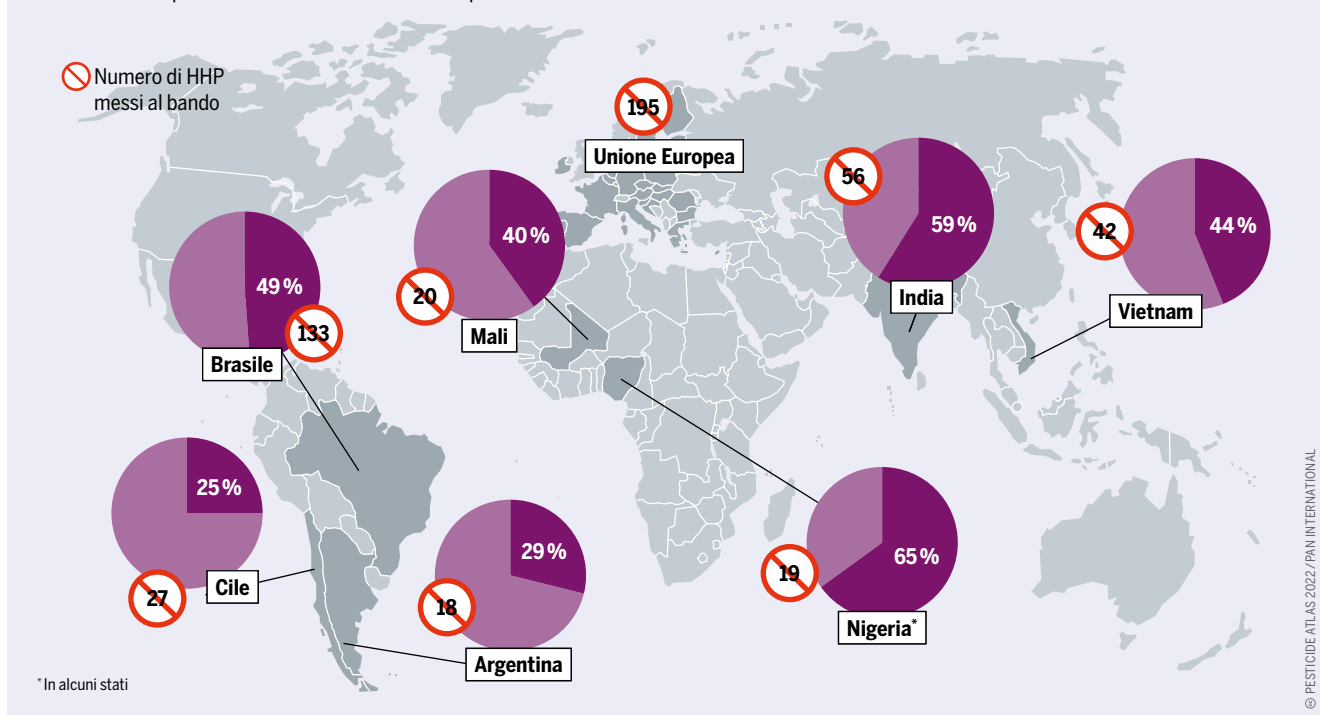 Numero di HHP
messi al bando
195
Unione Europea
56
59 %
India
42
44 %
Vietnam
40 %
20
Mali
49 %
133
Brasile
25 %
27
Cile
29 %
18
Argentina
65 %
19
Nigeria*
* In alcuni stati
© PESTICIDE ATLAS 2022 / PAN INTERNATIONAL